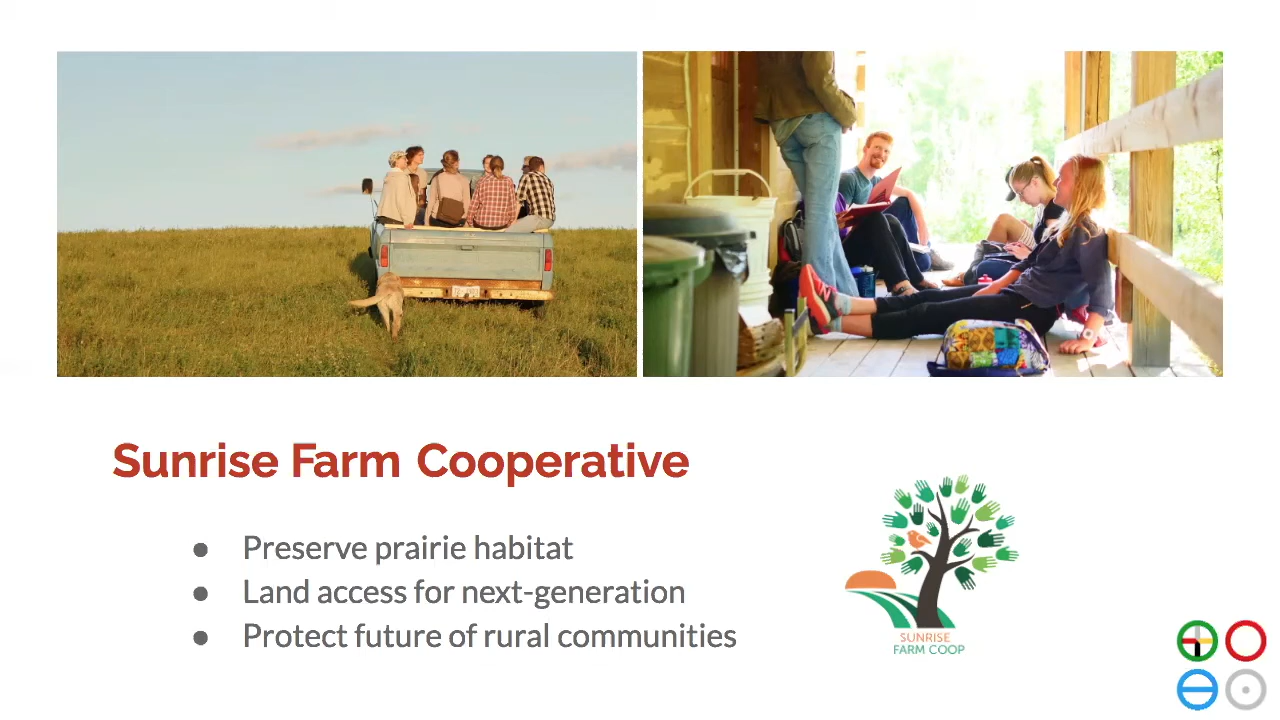 Sunrise Farm Cooperative
● Preserve prairie habitat
● Land access for next-generation
● Protect future of rural communities
SUNRISE
FARM COOP